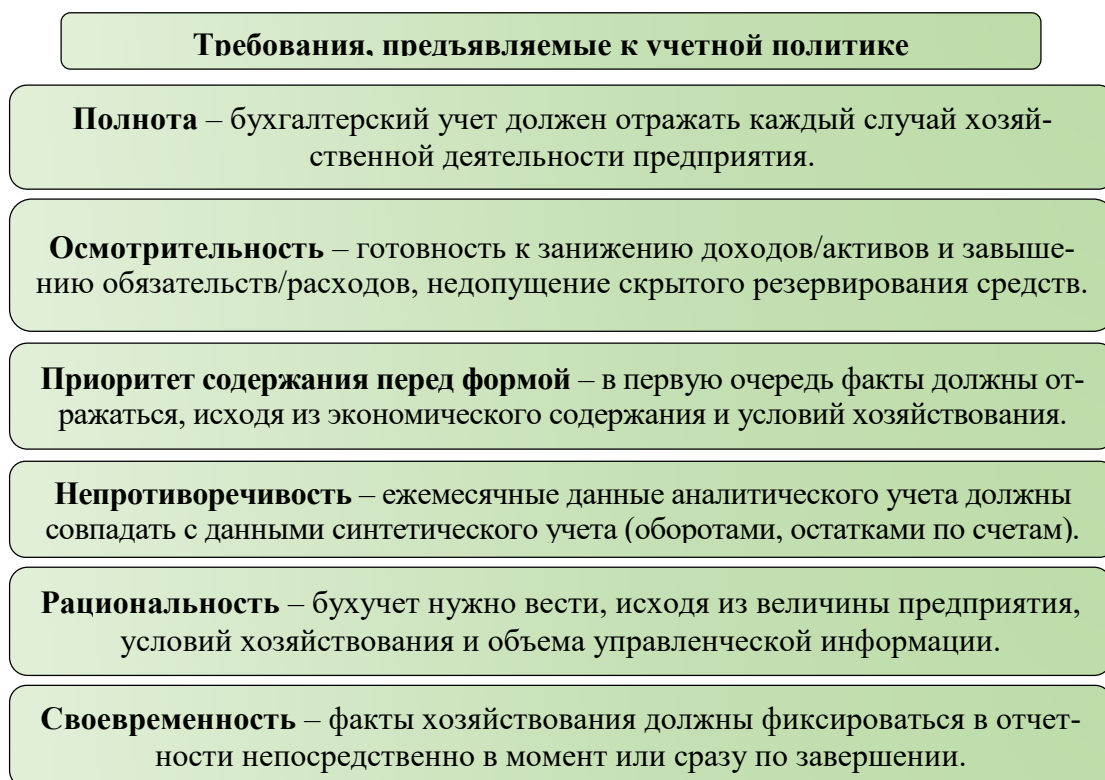 Требования, предъявляемые к учетной политике
Полнота – бухгалтерский учет должен отражать каждый случай хозяй-
ственной деятельности предприятия.
Осмотрительность – готовность к занижению доходов/активов и завыше-
нию обязательств/расходов, недопущение скрытого резервирования средств.
Приоритет содержания перед формой – в первую очередь факты должны от-
ражаться, исходя из экономического содержания и условий хозяйствования.
Непротиворечивость – ежемесячные данные аналитического учета должны
совпадать с данными синтетического учета (оборотами, остатками по счетам).
Рациональность – бухучет нужно вести, исходя из величины предприятия,
условий хозяйствования и объема управленческой информации.
Своевременность – факты хозяйствования должны фиксироваться в отчет-
ности непосредственно в момент или сразу по завершении.